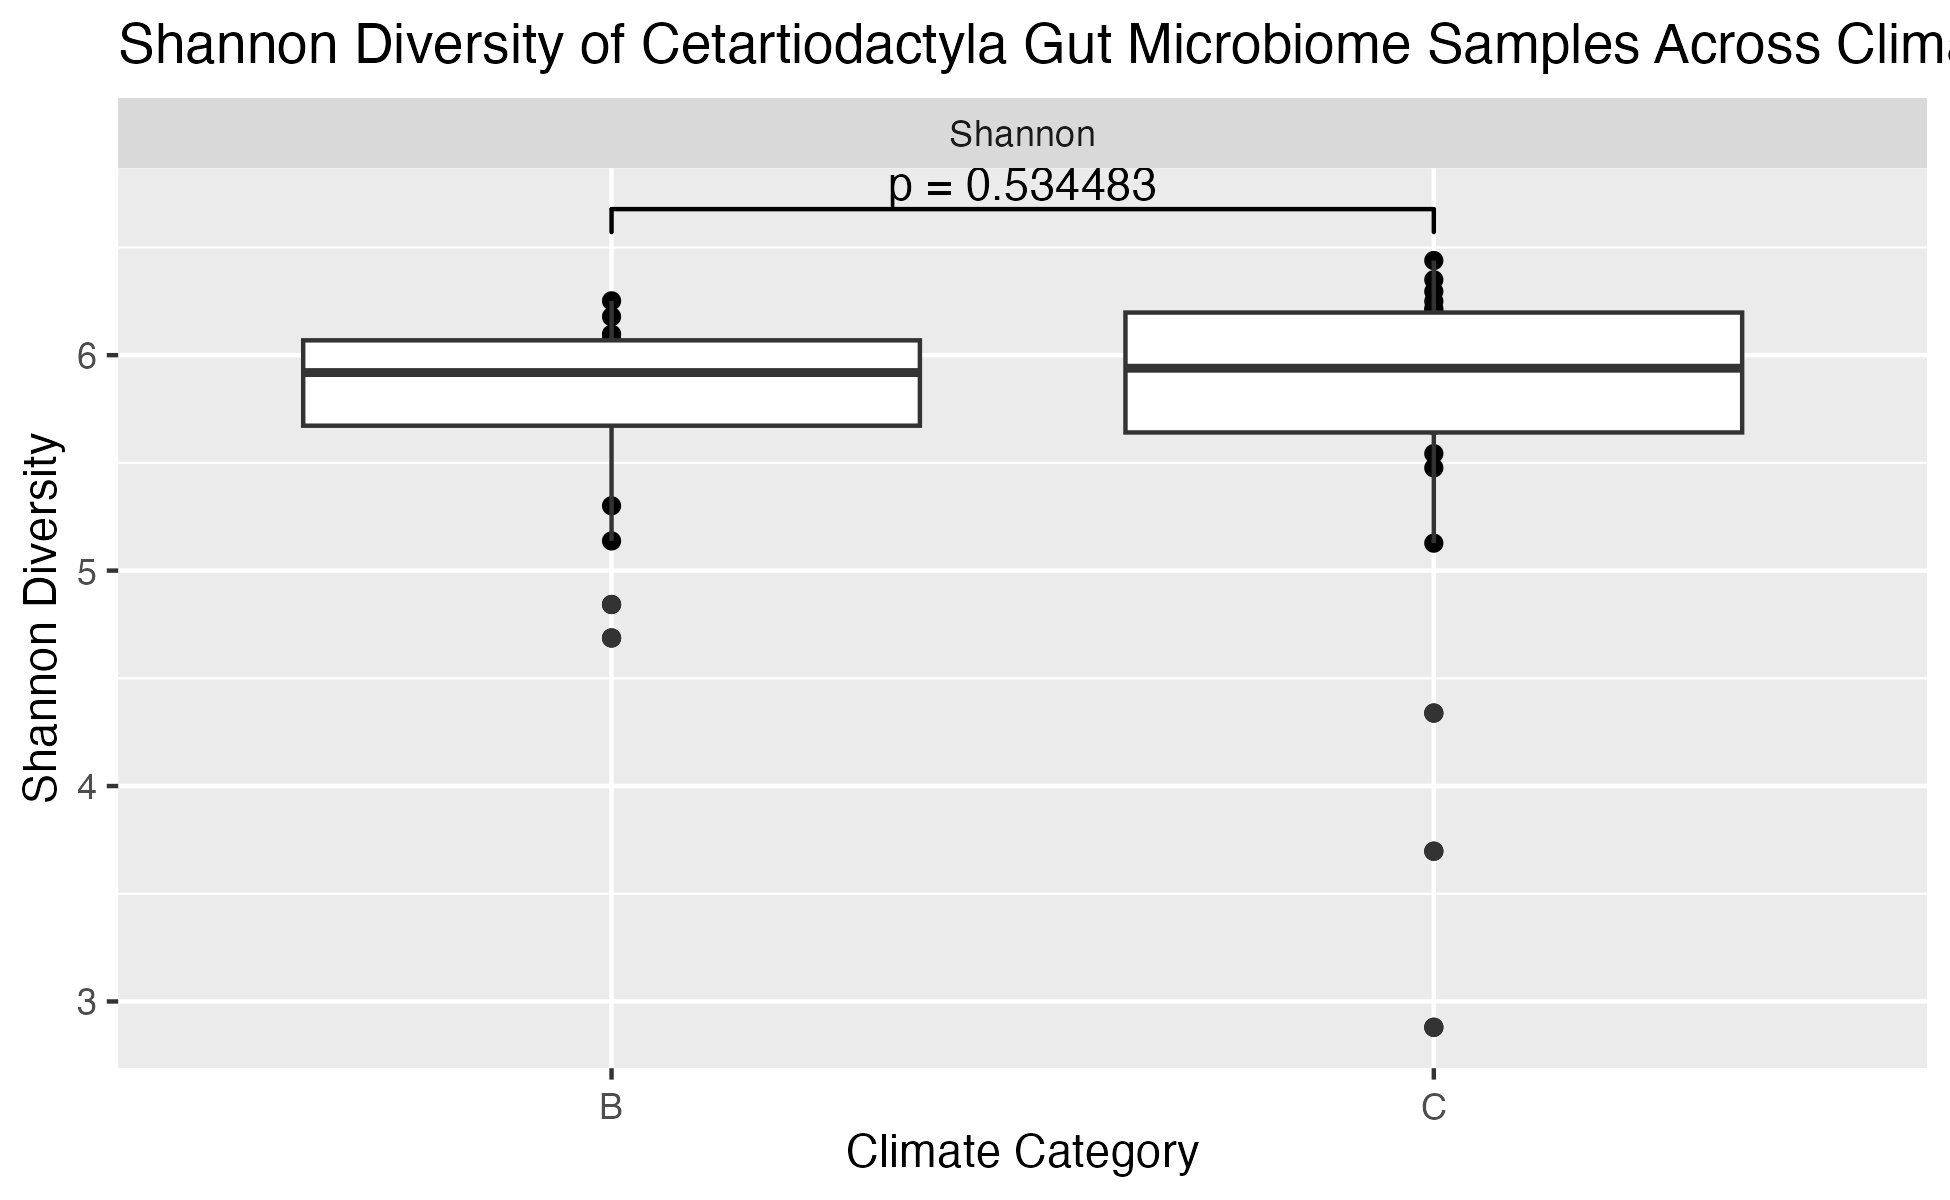 Shannon Diversity of Cetartiodactyla Gut Microbiome Samples Across
Shannon
p = 0.534483
6
5
4
3
Shannon Diversity
B
C
Climate Category